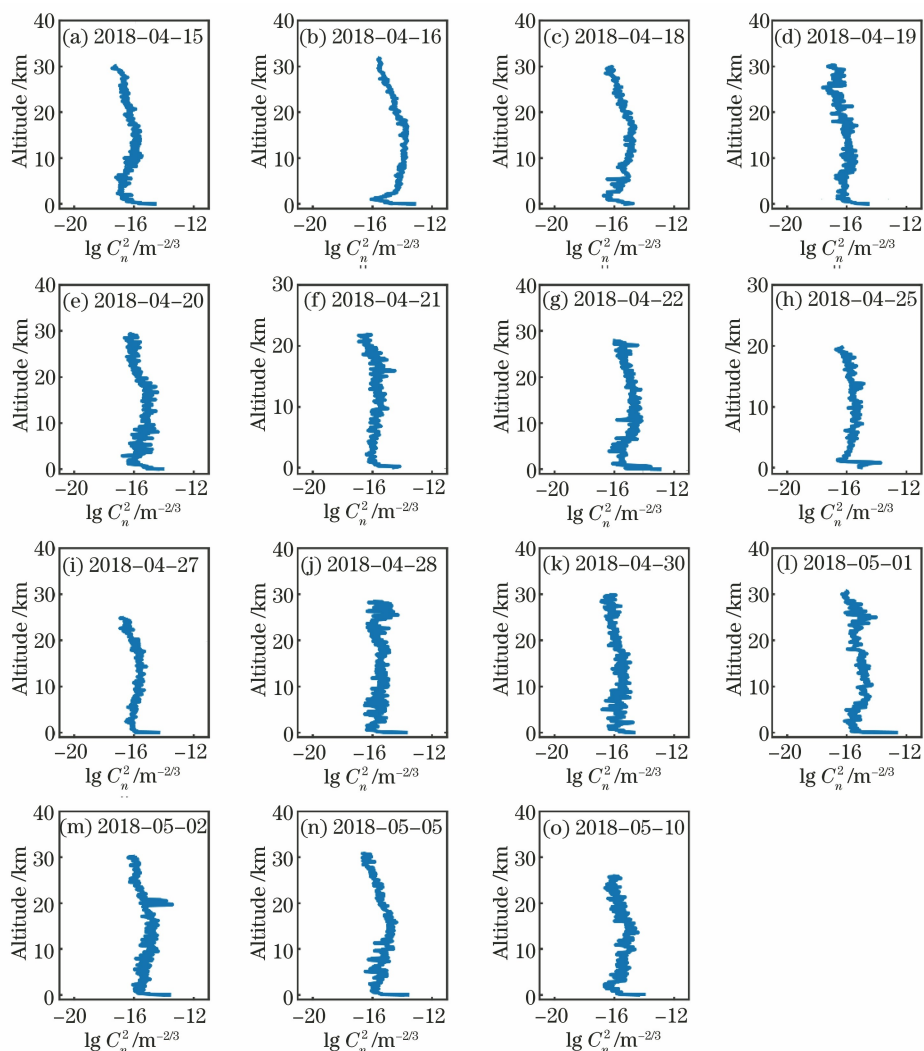 (a) 2018-04-15
40
30
20
10
0
Altitude /km
-20 -16 -12
lg C_n^2/m^{-2/3}
(b) 2018-04-16
40
30
20
10
0
Altitude /km
-20 -16 -12
lg C_n^2/m^{-2/3}
(c) 2018-04-18
40
30
20
10
0
Altitude /km
-20 -16 -12
lg C_n^2/m^{-2/3}
(d) 2018-04-19
40
30
20
10
0
Altitude /km
-20 -16 -12
lg C_n^2/m^{-2/3}
(e) 2018-04-20
40
30
20
10
0
Altitude /km
-20 -16 -12
lg C_n^2/m^{-2/3}
(f) 2018-04-21
30
20
10
0
Altitude /km
-20 -16 -12
lg C_n^2/m^{-2/3}
(g) 2018-04-22
40
30
20
10
0
Altitude /km
-20 -16 -12
lg C_n^2/m^{-2/3}
(h) 2018-04-25
30
20
10
0
Altitude /km
-20 -16 -12
lg C_n^2/m^{-2/3}
(i) 2018-04-27
40
30
20
10
0
Altitude /km
-20 -16 -12
lg C_n^2/m^{-2/3}
(j) 2018-04-28
40
30
20
10
0
Altitude /km
-20 -16 -12
lg C_n^2/m^{-2/3}
(k) 2018-04-30
40
30
20
10
0
Altitude /km
-20 -16 -12
lg C_n^2/m^{-2/3}
(l) 2018-05-01
40
30
20
10
0
Altitude /km
-20 -16 -12
lg C_n^2/m^{-2/3}
(m) 2018-05-02
40
30
20
10
0
Altitude /km
-20 -16 -12
lg C_n^2/m^{-2/3}
(n) 2018-05-05
40
30
20
10
0
Altitude /km
-20 -16 -12
lg C_n^2/m^{-2/3}
(o) 2018-05-10
40
30
20
10
0
Altitude /km
-20 -16 -12
lg C_n^2/m^{-2/3}